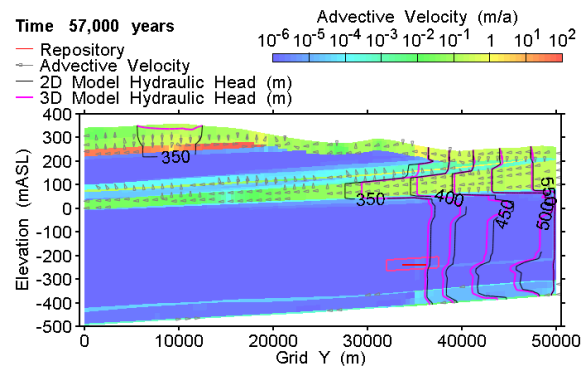 Time 57,000 years
Repository
Advective Velocity
2D Model Hydraulic Head (m)
3D Model Hydraulic Head (m)
Advective Velocity (m/a)
10-6 10-5 10-4 10-3 10-2 10-1 1 101 102
Elevation (mASL)
400
300
200
100
0
-100
-200
-300
-400
-500
350
350
400
450
500
550
0 10000 20000 30000 40000 50000
Grid Y (m)